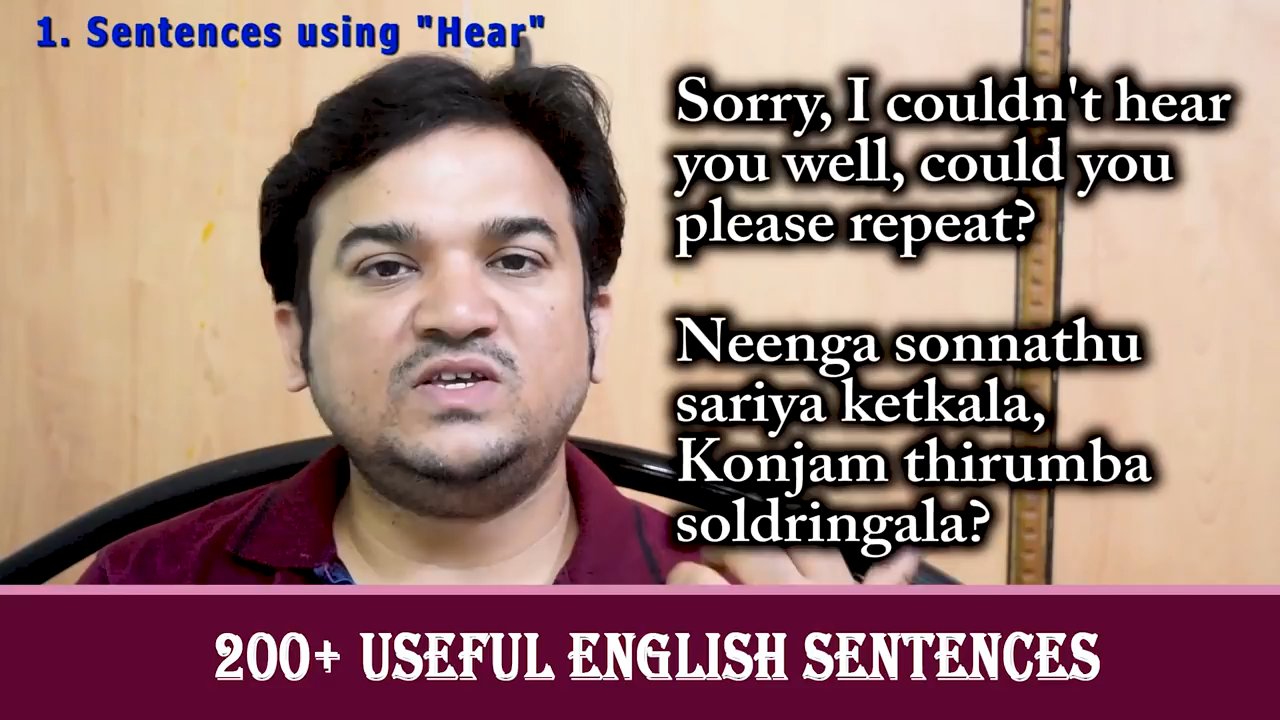 1. Sentences using "Hear"
Sorry, I couldn't hear
you well, could you
please repeat?
Neenga sonnathu
sariya ketkala,
Konjam thirumba
soldringala?
200+ USEFUL ENGLISH SENTENCES